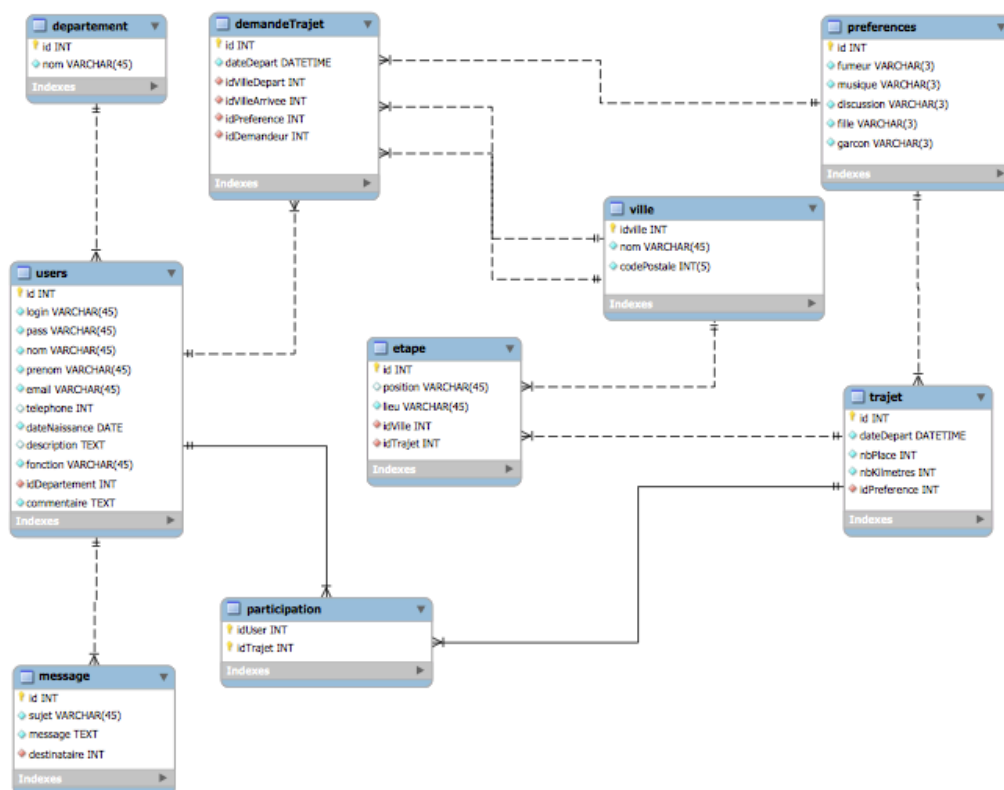 departement
id INT
nom VARCHAR(45)
Indexes
demandeTrajet
id INT
dateDepart DATETIME
idVilleDepart INT
idVilleArrivee INT
idPreference INT
idDemandeur INT
Indexes
preferences
id INT
fumeur VARCHAR(3)
musique VARCHAR(3)
discussion VARCHAR(3)
fille VARCHAR(3)
garcon VARCHAR(3)
Indexes
ville
idville INT
nom VARCHAR(45)
codePostale INT(5)
Indexes
users
id INT
login VARCHAR(45)
pass VARCHAR(45)
nom VARCHAR(45)
prenom VARCHAR(45)
email VARCHAR(45)
telephone INT
dateNaissance DATE
description TEXT
fonction VARCHAR(45)
idDepartement INT
commentaire TEXT
Indexes
etape
id INT
position VARCHAR(45)
lieu VARCHAR(45)
idVille INT
idTrajet INT
Indexes
trajet
id INT
dateDepart DATETIME
nbPlace INT
nbKilmetres INT
idPreference INT
Indexes
participation
idUser INT
idTrajet INT
Indexes
message
id INT
sujet VARCHAR(45)
message TEXT
destinataire INT
Indexes